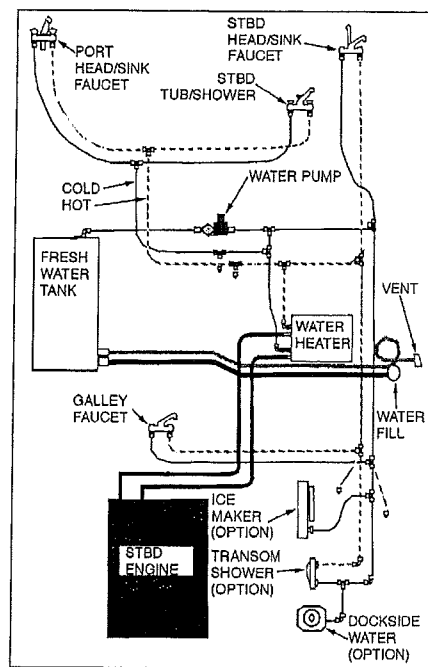 PORT
HEAD/SINK
FAUCET
STBD
HEAD/SINK
FAUCET
STBD
TUB/SHOWER
COLD
HOT
WATER PUMP
FRESH
WATER
TANK
WATER
HEATER
VENT
WATER
FILL
GALLEY
FAUCET
STBD
ENGINE
ICE
MAKER
(OPTION)
TRANSOM
SHOWER
(OPTION)
DOCKSIDE
WATER
(OPTION)